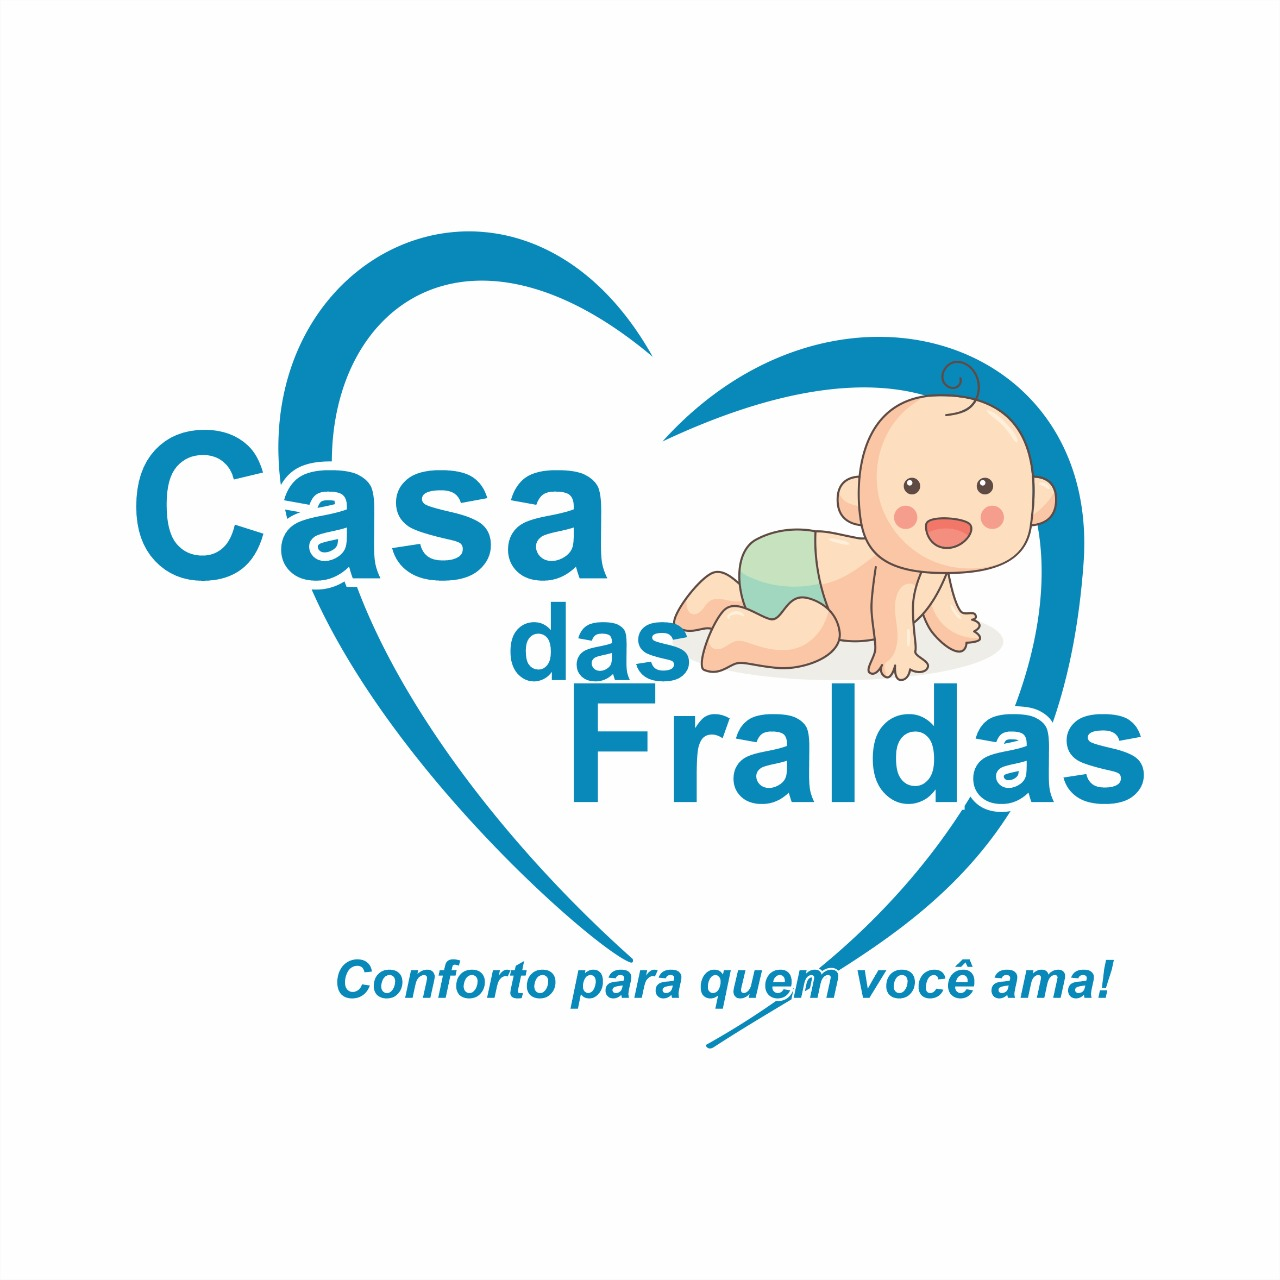 Casa
das
Fraldas
Conforto para quem você ama!